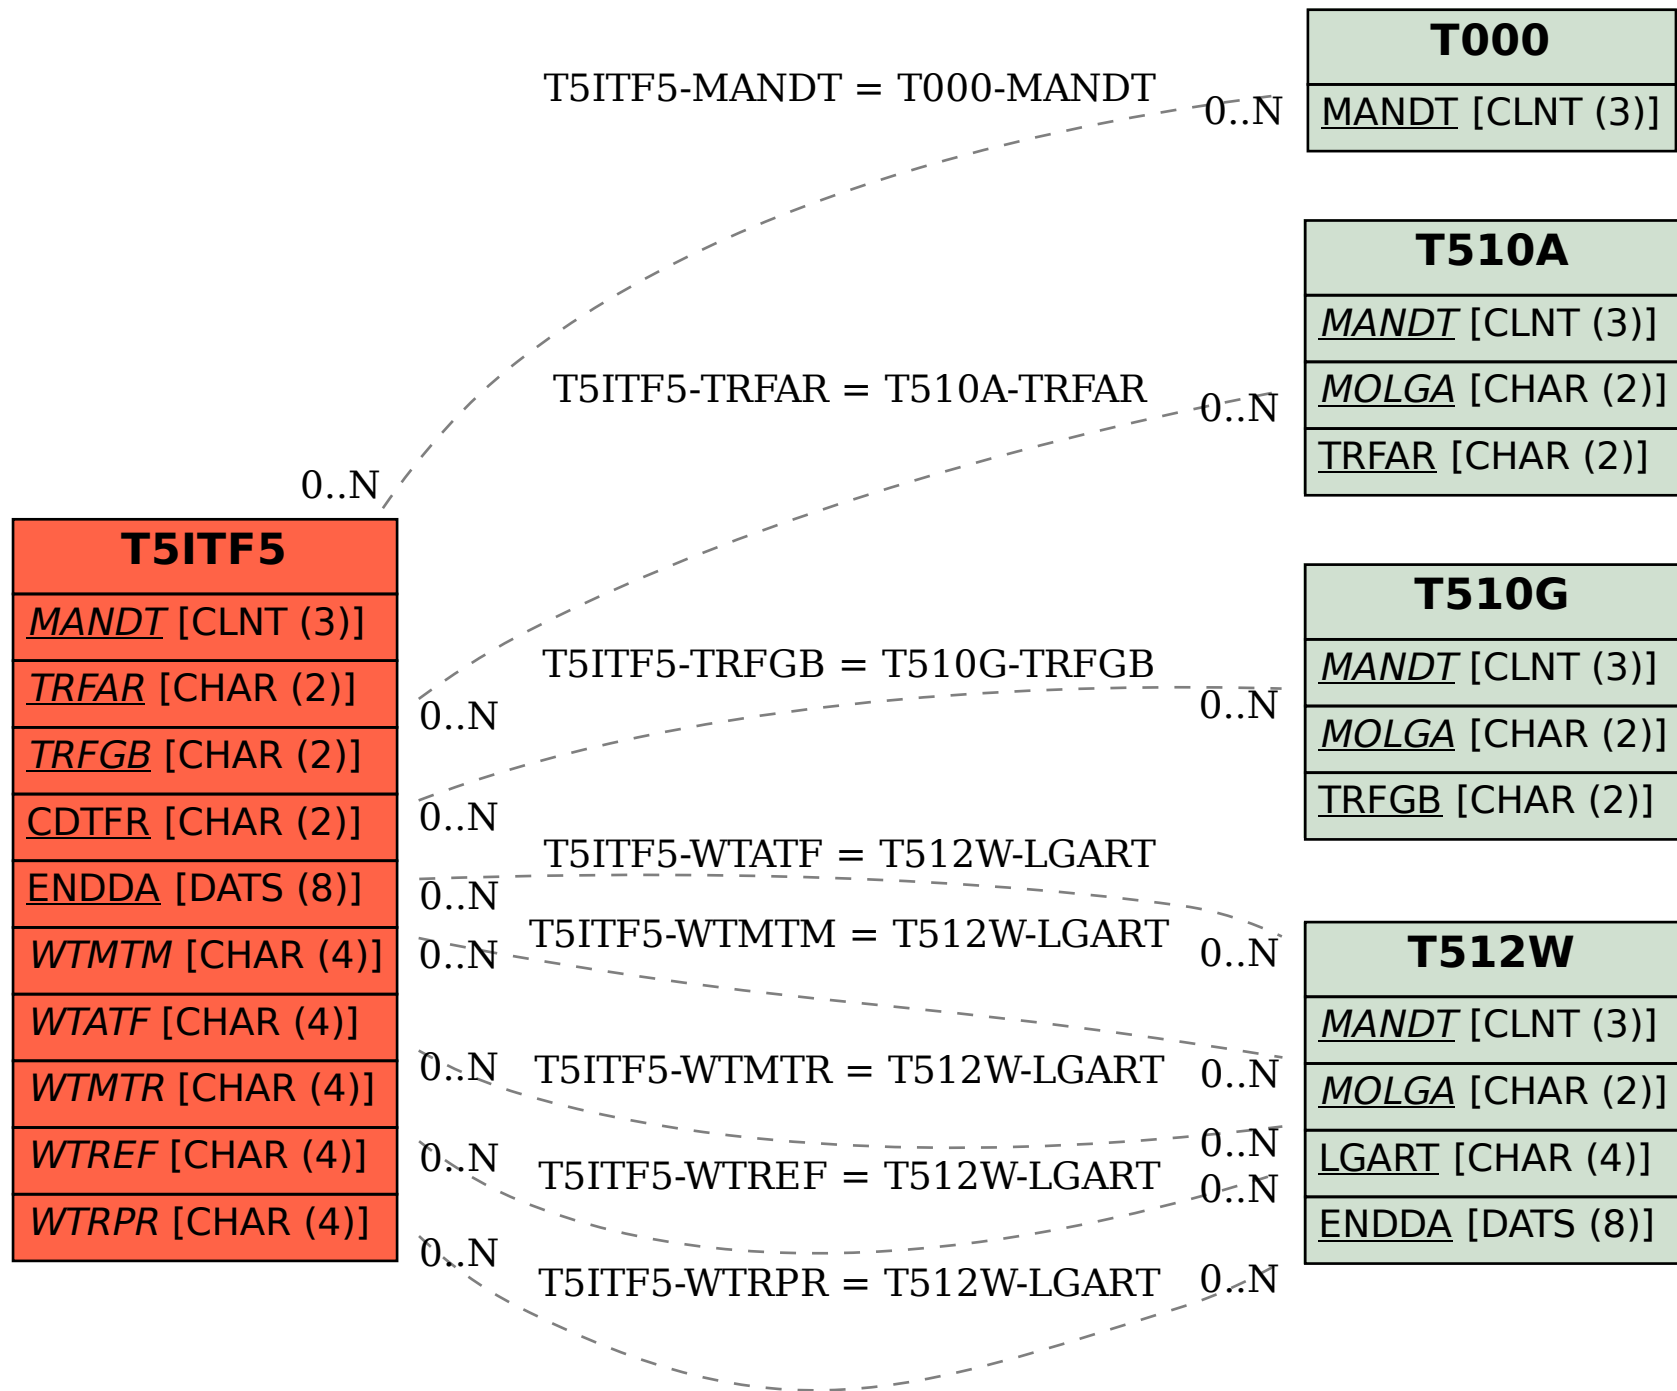 T000
MANDT [CLNT (3)]
T5ITF5-MANDT = T000-MANDT
0..N
0..N
T510A
MANDT [CLNT (3)]
MOLGA [CHAR (2)]
TRFAR [CHAR (2)]
T5ITF5-TRFAR = T510A-TRFAR
0..N
0..N
T5ITF5
MANDT [CLNT (3)]
TRFAR [CHAR (2)]
TRFGB [CHAR (2)]
CDTFR [CHAR (2)]
ENDDA [DATS (8)]
WTMTM [CHAR (4)]
WTATF [CHAR (4)]
WTMTR [CHAR (4)]
WTREF [CHAR (4)]
WTRPR [CHAR (4)]
T510G
MANDT [CLNT (3)]
MOLGA [CHAR (2)]
TRFGB [CHAR (2)]
T5ITF5-TRFGB = T510G-TRFGB
0..N
0..N
T5ITF5-WTATF = T512W-LGART
0..N
0..N
T5ITF5-WTMTM = T512W-LGART
0..N
0..N
T5ITF5-WTMTR = T512W-LGART
0..N
0..N
T5ITF5-WTREF = T512W-LGART
0..N
0..N
T5ITF5-WTRPR = T512W-LGART
0..N
0..N
T512W
MANDT [CLNT (3)]
MOLGA [CHAR (2)]
LGART [CHAR (4)]
ENDDA [DATS (8)]